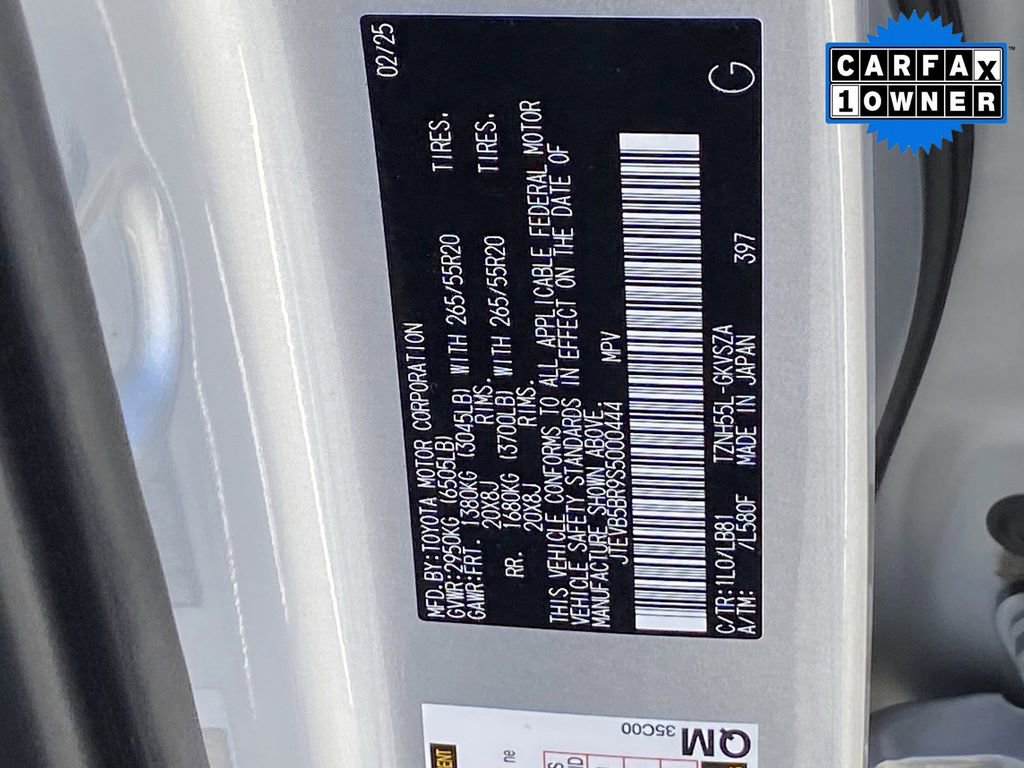 CARFAX
1 OWNER
MFD.BY:TOYOTA MOTOR CORPORATION 02/25
GVWR:2950KG (6505LB)
GAWR:FRT. 1380KG (3045LB) WITH 265/55R20 TIRES.
20X8J RIMS.
RR. 1680KG (3700LB) WITH 265/55R20 TIRES.
20X8J RIMS.
THIS VEHICLE CONFORMS TO ALL APPLICABLE FEDERAL MOTOR
VEHICLE SAFETY STANDARDS IN EFFECT ON THE DATE OF
MANUFACTURE SHOWN ABOVE.
JTEVB5BR9S5000444 MPV
G
C/TR:1L0/LB81 TZNH55L-GKVSZA
A/TM: /L580F MADE IN JAPAN 397
QM
35C00
ne